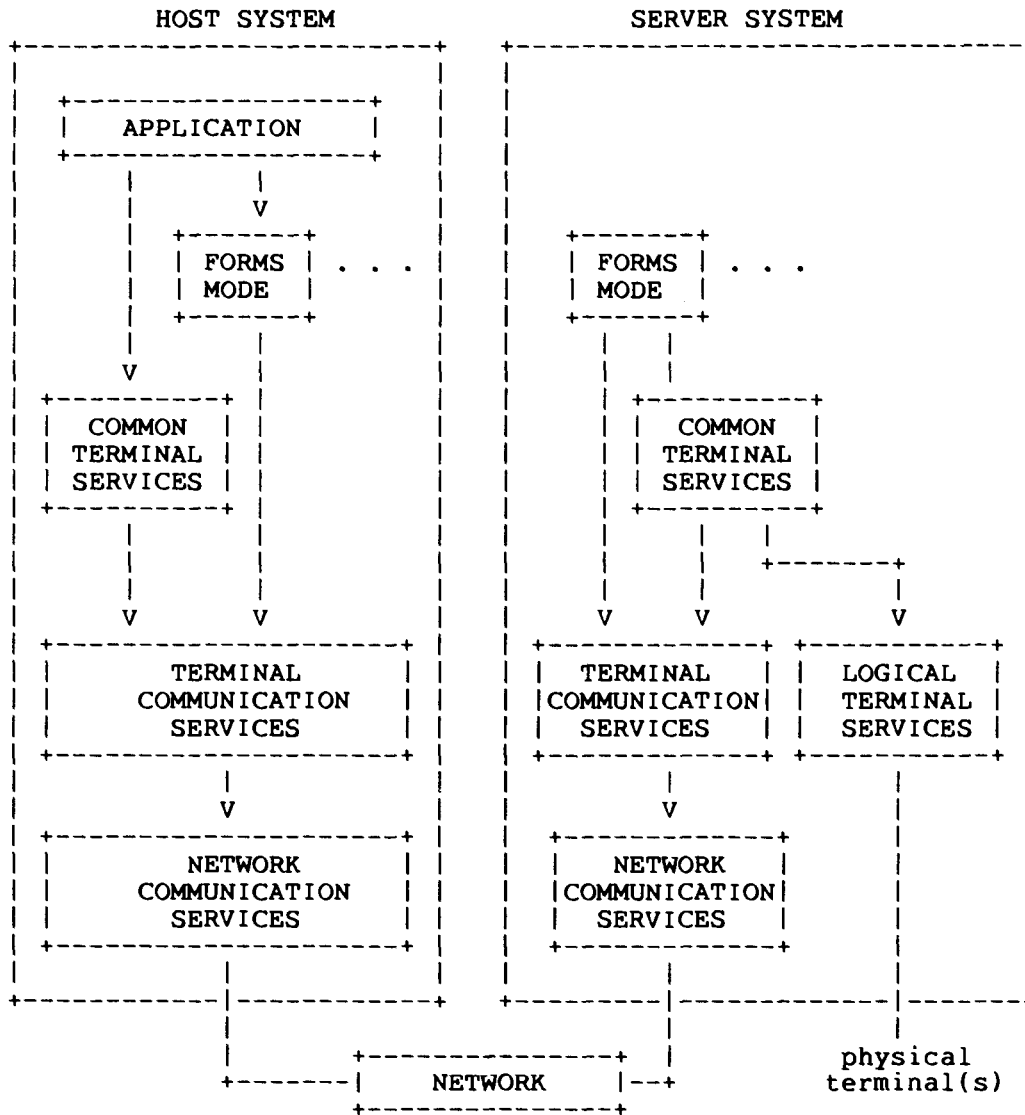 HOST SYSTEM
SERVER SYSTEM
APPLICATION
V
FORMS
MODE
. . .
FORMS
MODE
. . .
V
COMMON
TERMINAL
SERVICES
COMMON
TERMINAL
SERVICES
V V
V V V
TERMINAL
COMMUNICATION
SERVICES
TERMINAL
COMMUNICATION
SERVICES
LOGICAL
TERMINAL
SERVICES
V
V
NETWORK
COMMUNICATION
SERVICES
NETWORK
COMMUNICATION
SERVICES
NETWORK
physical
terminal(s)